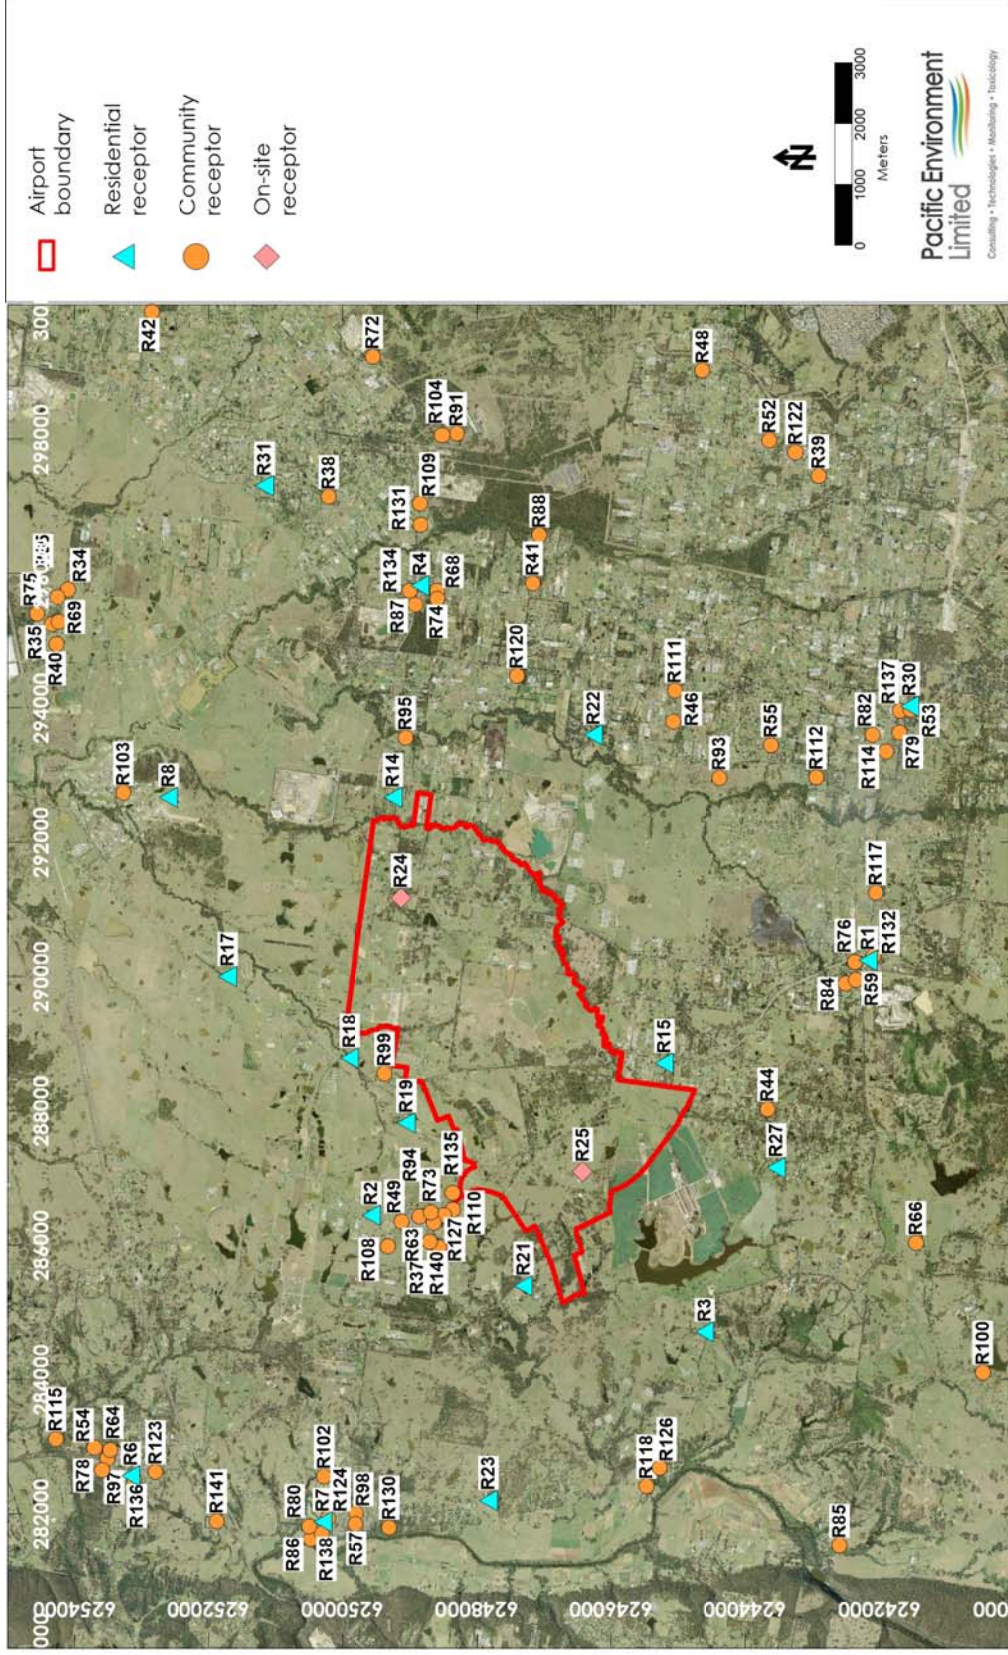 Airport
boundary
Residential
receptor
Community
receptor
On-site
receptor
N
0 1000 2000 3000
Meters
Pacific Environment
Limited
Consulting • Technologies • Monitoring • Toxicology
6254000
6252000
6250000
6248000
6246000
6244000
6242000
282000
284000
286000
288000
290000
292000
294000
298000
R115
R54
R64
R78
R97
R6
R136
R123
R141
R80
R86
R102
R7
R124
R138
R98
R57
R130
R23
R118
R126
R85
R100
R3
R66
R108
R2
R49
R94
R63
R73
R37
R135
R140
R127
R110
R21
R25
R27
R44
R15
R19
R99
R18
R17
R24
R84
R76
R1
R59
R132
R117
R103
R8
R14
R95
R22
R93
R46
R111
R55
R112
R114
R82
R79
R137
R30
R53
R120
R40
R35
R75
R69
R34
R87
R134
R4
R74
R68
R41
R88
R131
R109
R38
R31
R104
R91
R39
R122
R52
R48
R72
R42